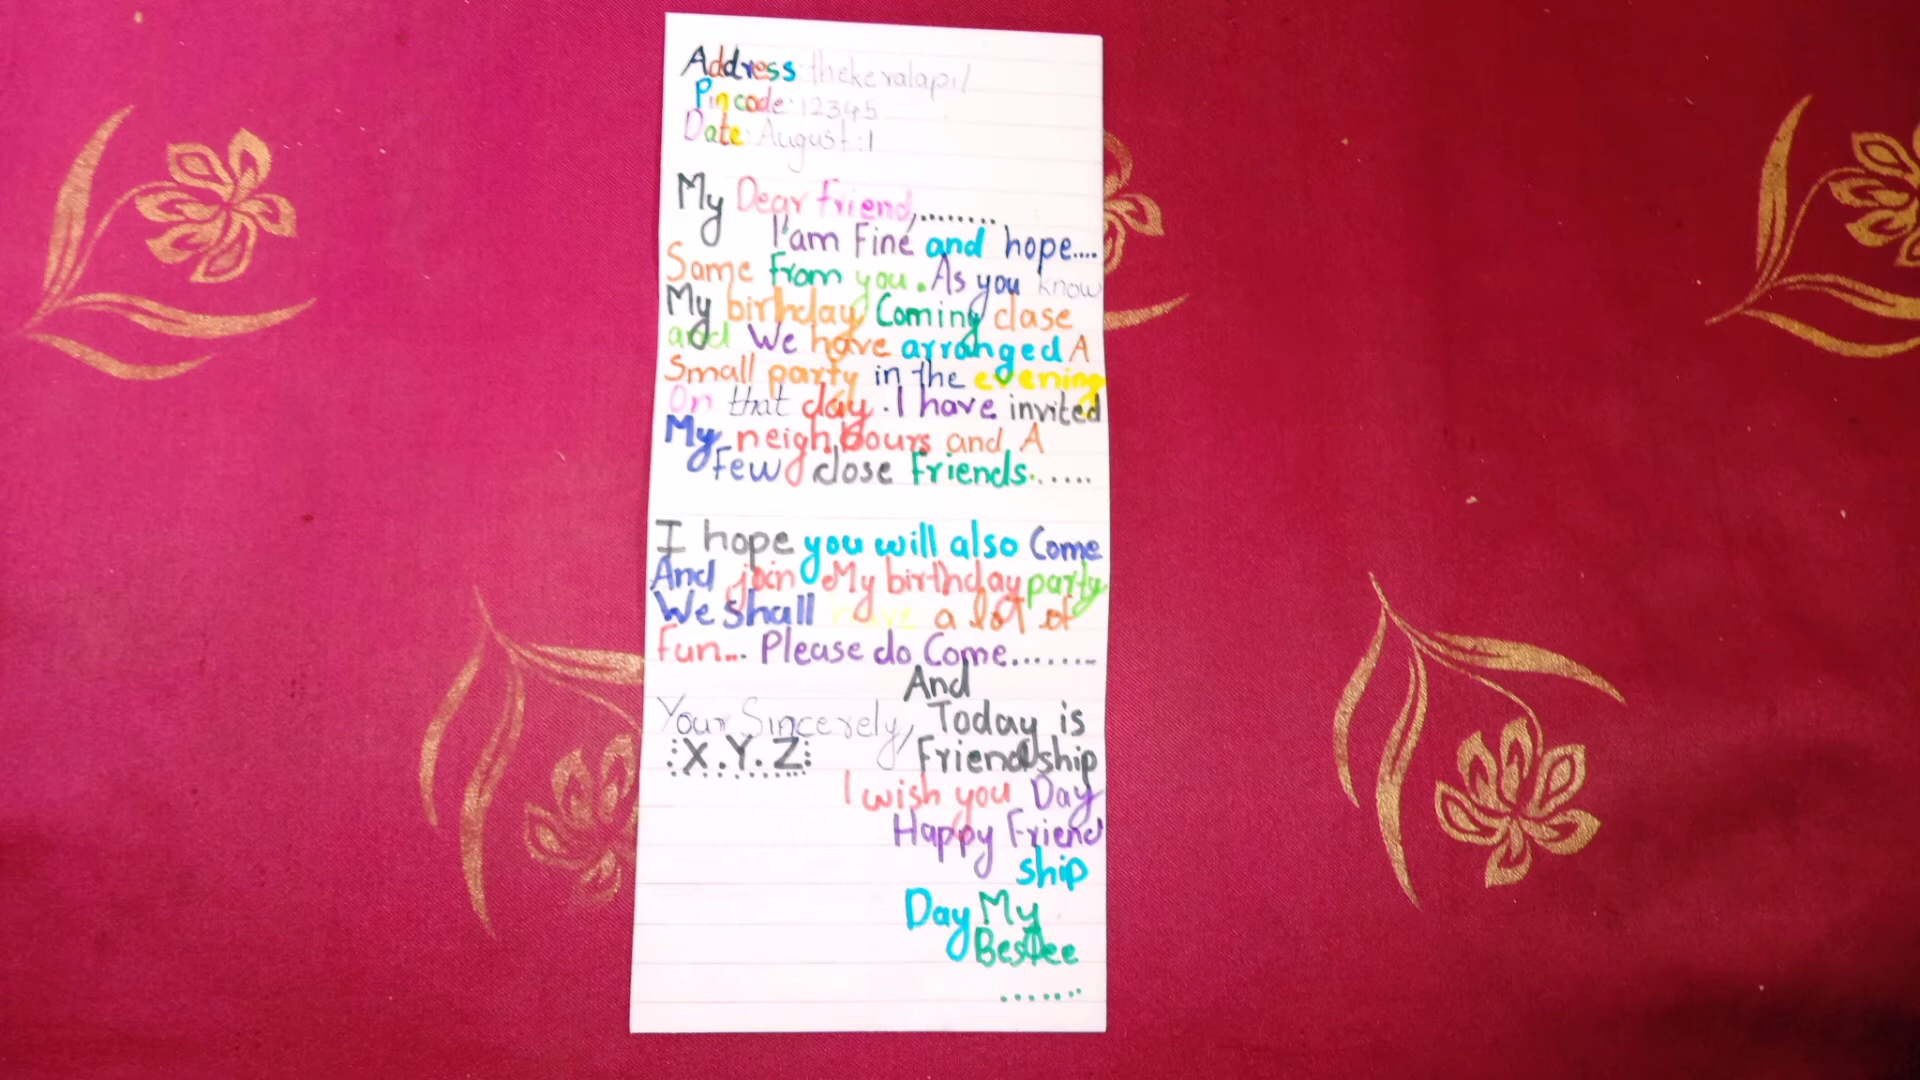 Address: thekeralapil
Pincode: 12345
Date: August: 1
My Dear friend,........
I'am Fine and hope....
Same From you. As you know
My birthday Coming clase
and We have arranged A
Small party in the evening
On that day. I have invited
My neighbours and A
Few close Friends......
I hope you will also Come
And join My birthday party
We shall have a lot of
fun... Please do Come........
And
Your Sincerely, Today is
X.Y.Z Friendship
I wish you Day
Happy Friend
ship
Day My
Bestee
.......